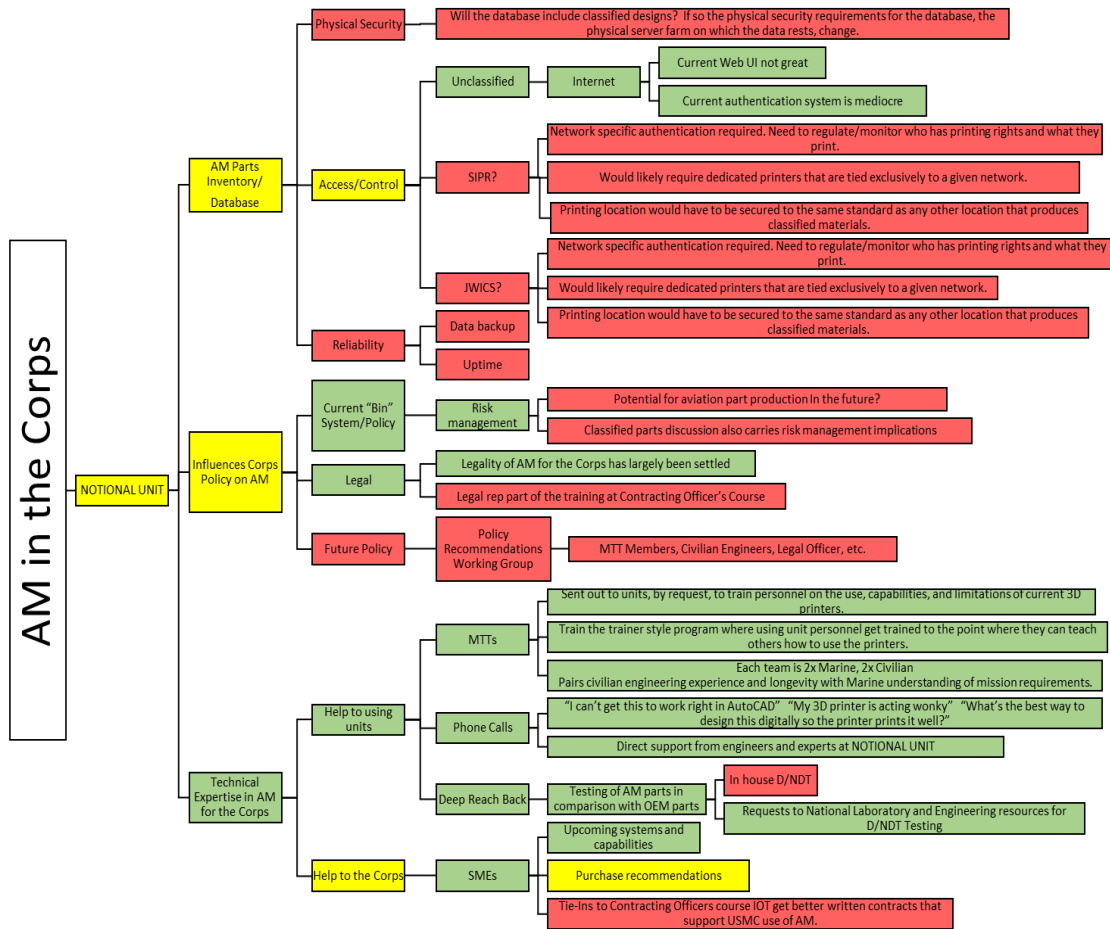 AM in the Corps
NOTIONAL UNIT
AM Parts
Inventory/
Database
Physical Security
Will the database include classified designs? If so the physical security requirements for the database, the
physical server farm on which the data rests, change.
Access/Control
Unclassified
Internet
Current Web UI not great
Current authentication system is mediocre
SIPR?
Network specific authentication required. Need to regulate/monitor who has printing rights and what they
print.
Would likely require dedicated printers that are tied exclusively to a given network.
Printing location would have to be secured to the same standard as any other location that produces
classified materials.
JWICS?
Network specific authentication required. Need to regulate/monitor who has printing rights and what they
print.
Would likely require dedicated printers that are tied exclusively to a given network.
Printing location would have to be secured to the same standard as any other location that produces
classified materials.
Reliability
Data backup
Uptime
Influences Corps
Policy on AM
Current “Bin”
System/Policy
Risk
management
Potential for aviation part production In the future?
Classified parts discussion also carries risk management implications
Legal
Legality of AM for the Corps has largely been settled
Legal rep part of the training at Contracting Officer’s Course
Future Policy
Policy
Recommendations
Working Group
MTT Members, Civilian Engineers, Legal Officer, etc.
Technical
Expertise in AM
for the Corps
Help to using
units
MTTs
Sent out to units, by request, to train personnel on the use, capabilities, and limitations of current 3D
printers.
Train the trainer style program where using unit personnel get trained to the point where they can teach
others how to use the printers.
Each team is 2x Marine, 2x Civilian
Pairs civilian engineering experience and longevity with Marine understanding of mission requirements.
Phone Calls
“I can’t get this to work right in AutoCAD” “My 3D printer is acting wonky” “What’s the best way to
design this digitally so the printer prints it well?”
Direct support from engineers and experts at NOTIONAL UNIT
Deep Reach Back
Testing of AM parts in
comparison with OEM parts
In house D/NDT
Requests to National Laboratory and Engineering resources for
D/NDT Testing
Help to the Corps
SMEs
Upcoming systems and
capabilities
Purchase recommendations
Tie-Ins to Contracting Officers course IOT get better written contracts that
support USMC use of AM.